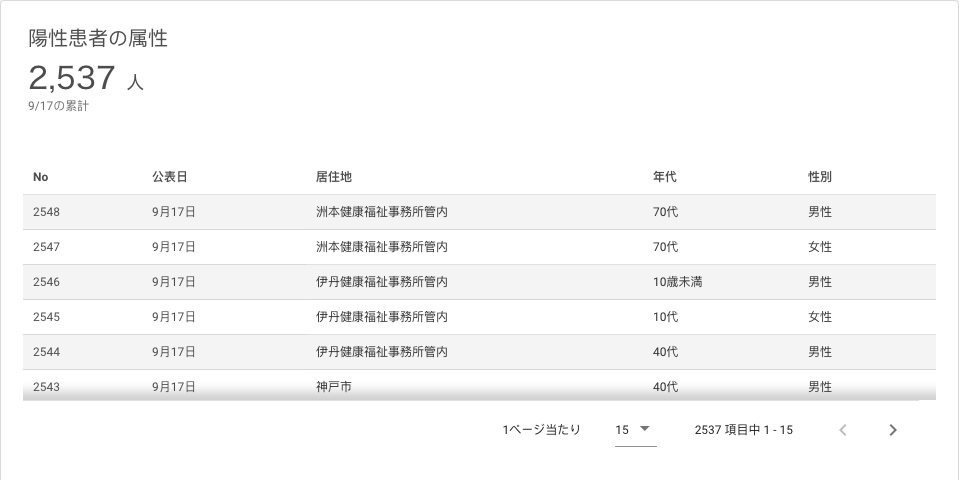 陽性患者の属性
2,537 人
9/17の累計
No 公表日 居住地 年代 性別
2548 9月17日 洲本健康福祉事務所管内 70代 男性
2547 9月17日 洲本健康福祉事務所管内 70代 女性
2546 9月17日 伊丹健康福祉事務所管内 10歳未満 男性
2545 9月17日 伊丹健康福祉事務所管内 10代 女性
2544 9月17日 伊丹健康福祉事務所管内 40代 男性
2543 9月17日 神戸市 40代 男性
1ページ当たり 15 2537 項目中 1 - 15